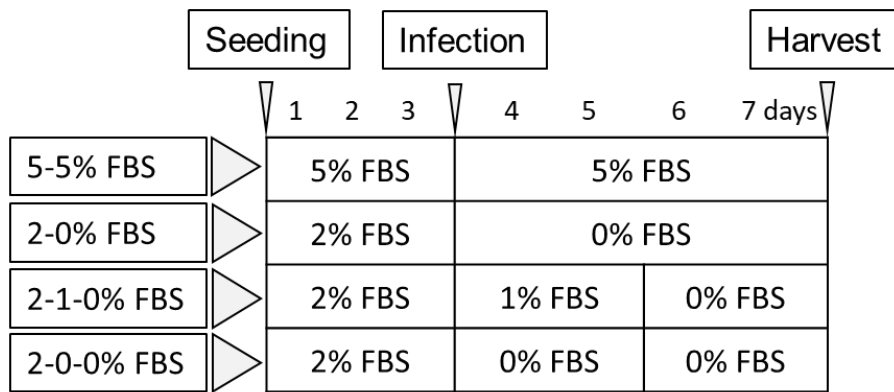 Seeding Infection Harvest
1 2 3 4 5 6 7 days
5-5% FBS 5% FBS 5% FBS
2-0% FBS 2% FBS 0% FBS
2-1-0% FBS 2% FBS 1% FBS 0% FBS
2-0-0% FBS 2% FBS 0% FBS 0% FBS